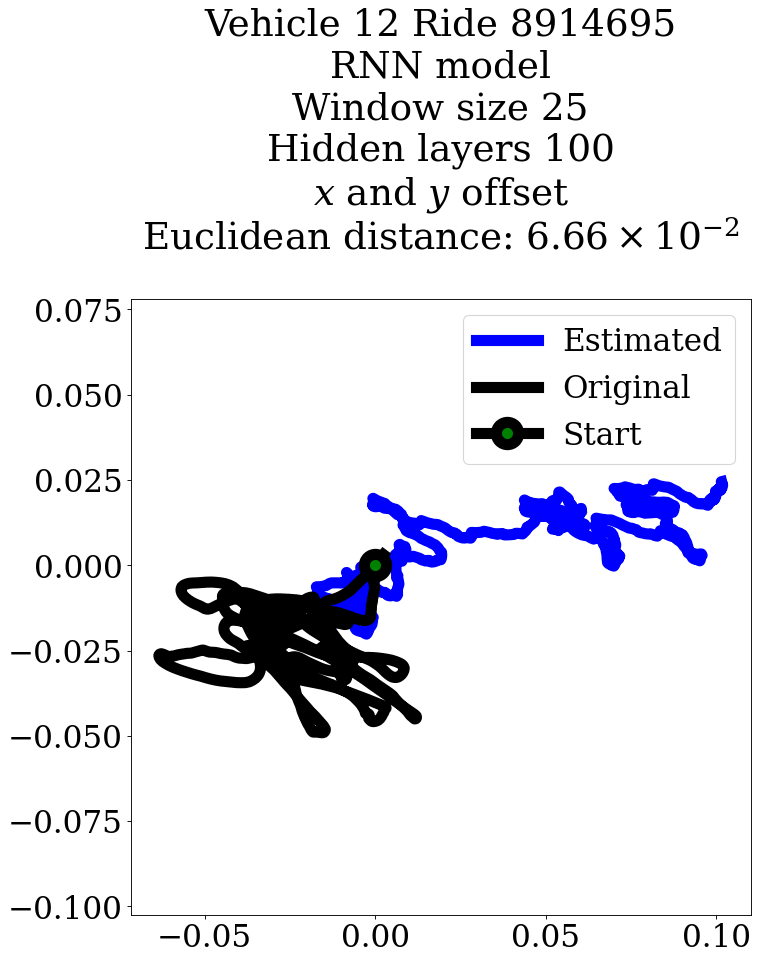 Vehicle 12 Ride 8914695
RNN model
Window size 25
Hidden layers 100
x and y offset
Euclidean distance: 6.66 × 10⁻²
0.075
0.050
0.025
0.000
−0.025
−0.050
−0.075
−0.100
Estimated
Original
Start
−0.05
0.00
0.05
0.10